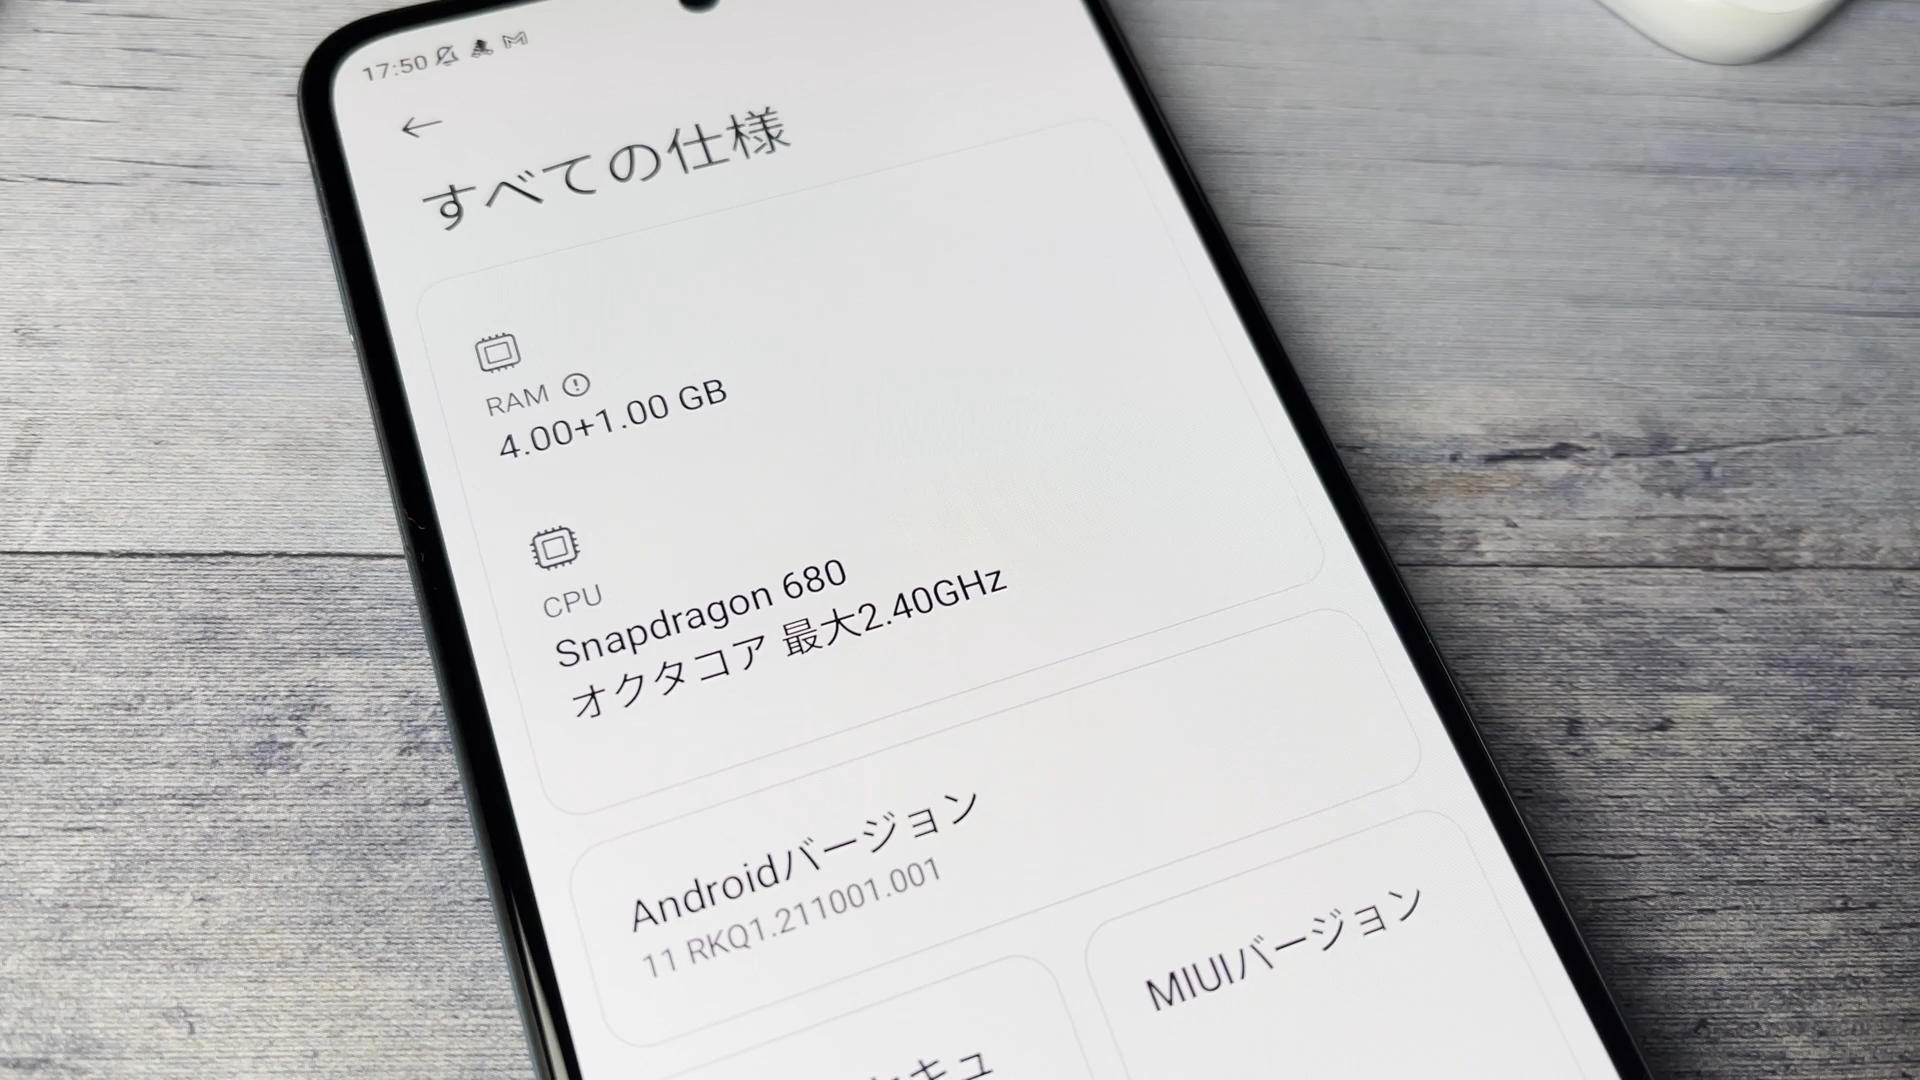 17:50
すべての仕様
RAM
4.00+1.00 GB
CPU
Snapdragon 680
オクタコア 最大2.40GHz
Androidバージョン
11 RKQ1.211001.001
MIUIバージョン
キュ